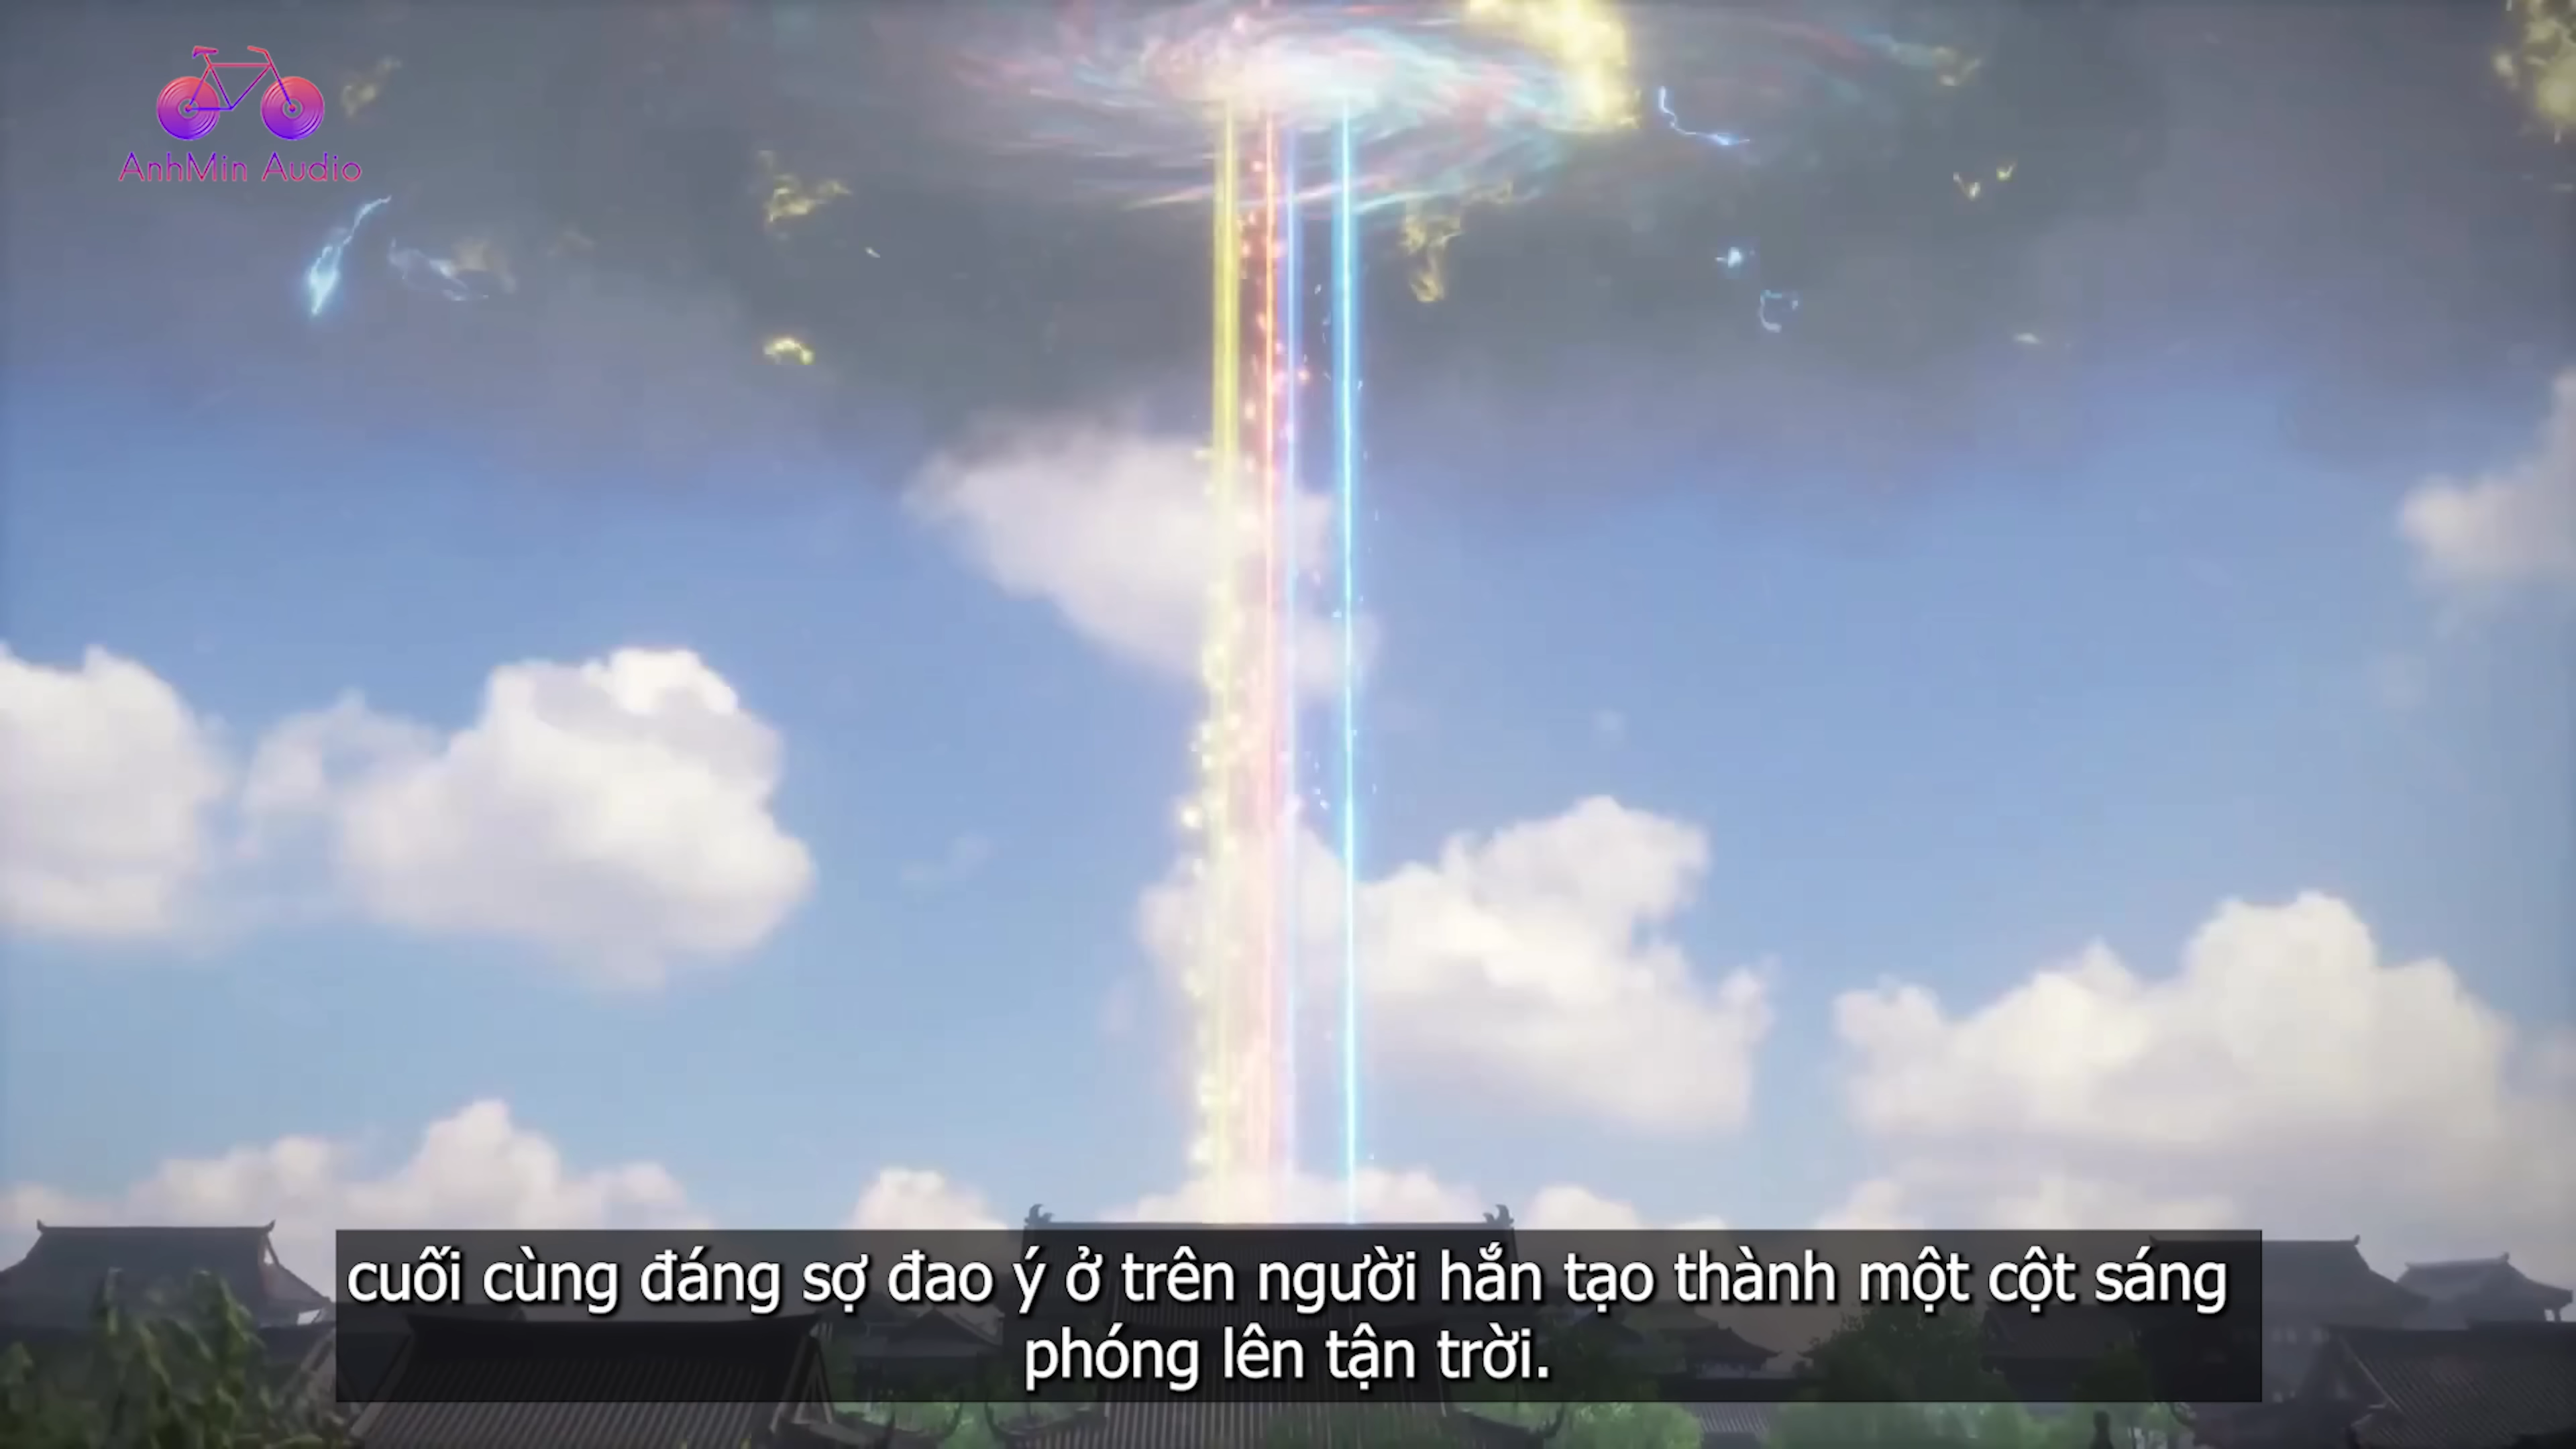 AnhMin Audio
cuối cùng đáng sợ đao ý ở trên người hắn tạo thành một cột sáng
phóng lên tận trời.